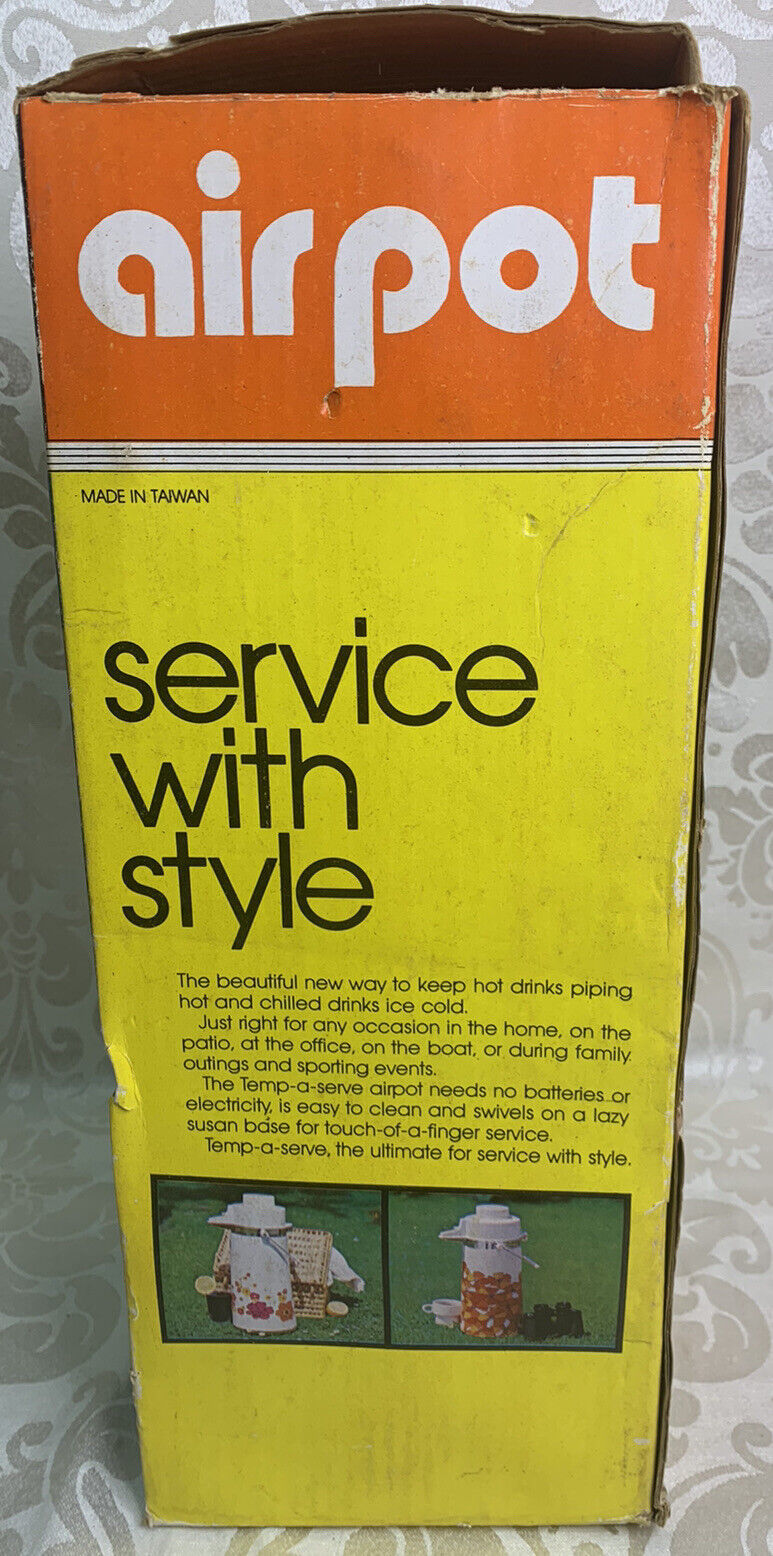 airpot
MADE IN TAIWAN
service
with
style
The beautiful new way to keep hot drinks piping
hot and chilled drinks ice cold.
Just right for any occasion in the home, on the
patio, at the office, on the boat, or during family
outings and sporting events.
The Temp-a-serve airpot needs no batteries or
electricity, is easy to clean and swivels on a lazy
susan base for touch-of-a-finger service.
Temp-a-serve, the ultimate for service with style.